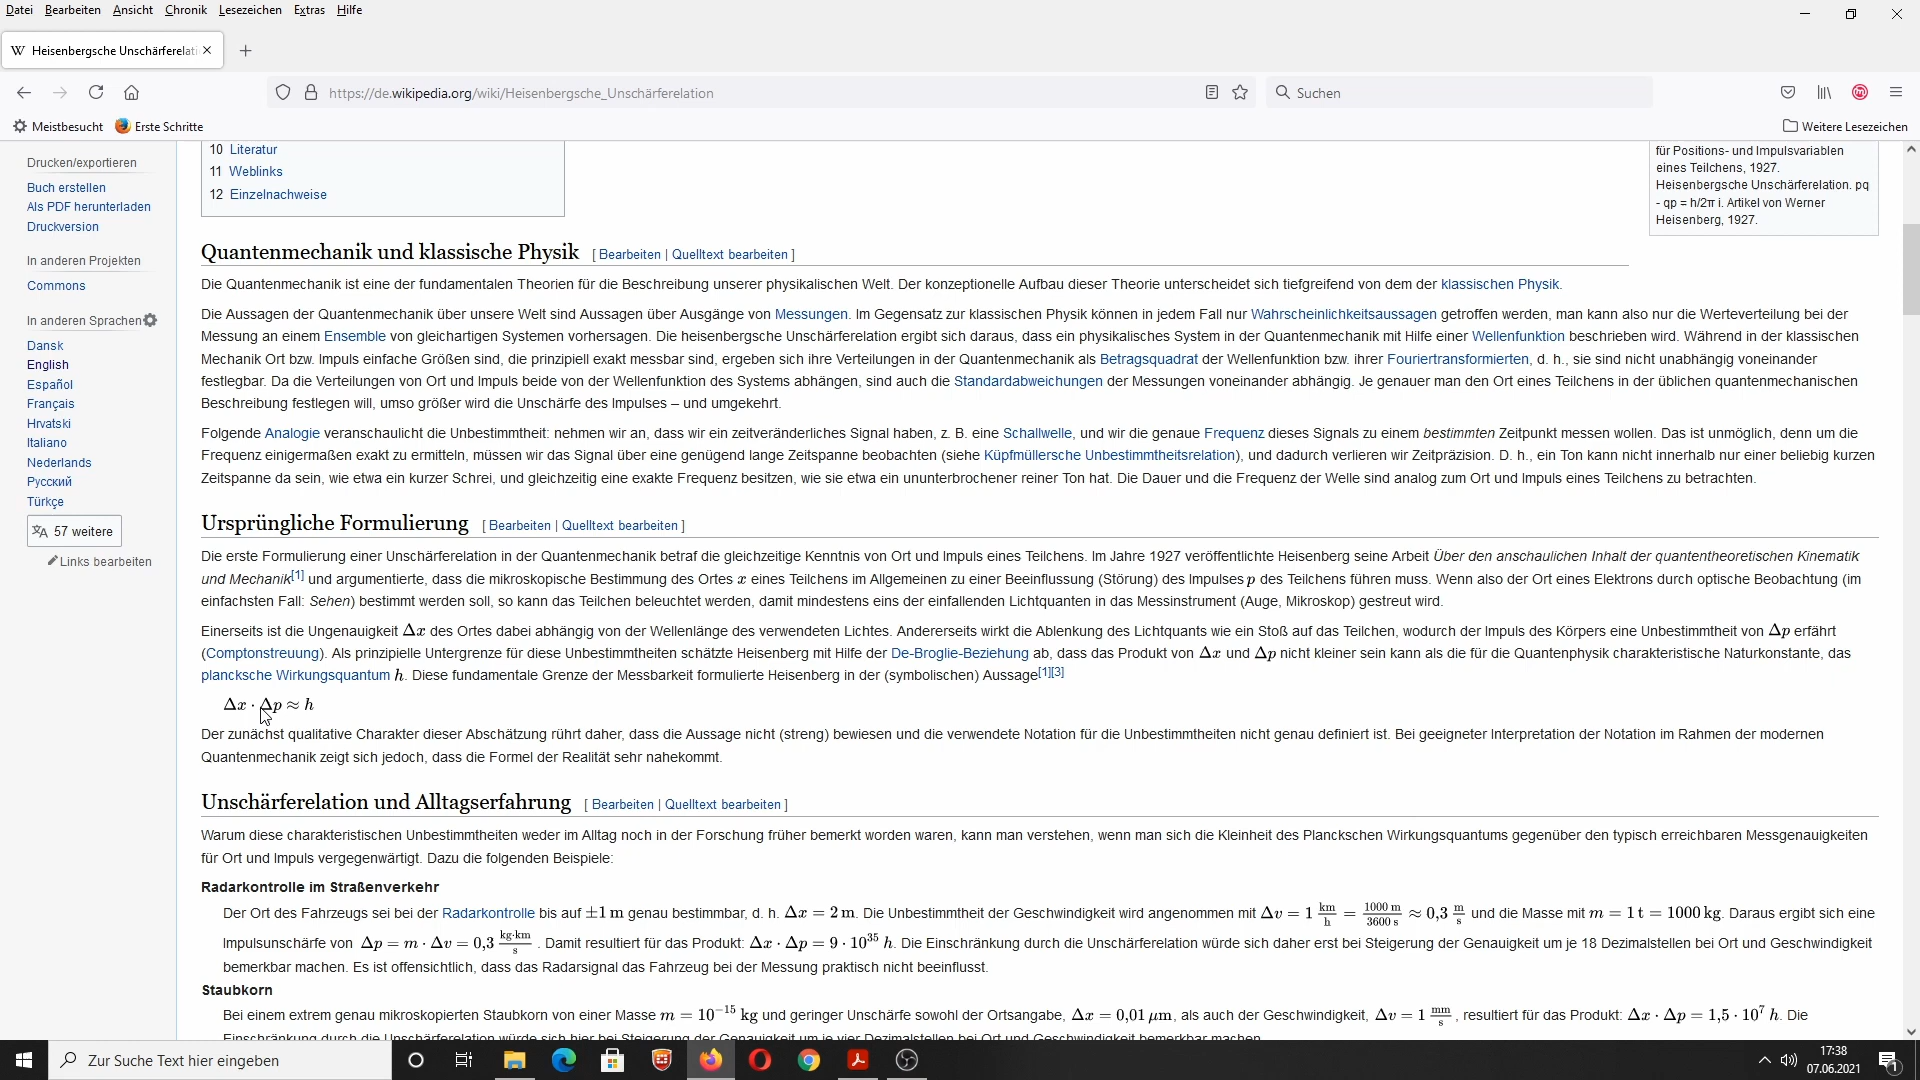 Datei Bearbeiten Ansicht Chronik Lesezeichen Extras Hilfe
W Heisenbergsche Unschärferelati
https://de.wikipedia.org/wiki/Heisenbergsche_Unschärferelation
Suchen
Meistbesucht Erste Schritte
Weitere Lesezeichen
Drucken/exportieren
Buch erstellen
Als PDF herunterladen
Druckversion
In anderen Projekten
Commons
In anderen Sprachen
Dansk
English
Español
Français
Hrvatski
Italiano
Nederlands
Русский
Türkçe
57 weitere
Links bearbeiten
10 Literatur
11 Weblinks
12 Einzelnachweise
für Positions- und Impulsvariablen
eines Teilchens, 1927.
Heisenbergsche Unschärferelation. pq
- qp = h/2π i. Artikel von Werner
Heisenberg, 1927.
Quantenmechanik und klassische Physik [ Bearbeiten | Quelltext bearbeiten ]
Die Quantenmechanik ist eine der fundamentalen Theorien für die Beschreibung unserer physikalischen Welt. Der konzeptionelle Aufbau dieser Theorie unterscheidet sich tiefgreifend von dem der klassischen Physik.
Die Aussagen der Quantenmechanik über unsere Welt sind Aussagen über Ausgänge von Messungen. Im Gegensatz zur klassischen Physik können in jedem Fall nur Wahrscheinlichkeitsaussagen getroffen werden, man kann also nur die Werteverteilung bei der
Messung an einem Ensemble von gleichartigen Systemen vorhersagen. Die heisenbergsche Unschärferelation ergibt sich daraus, dass ein physikalisches System in der Quantenmechanik mit Hilfe einer Wellenfunktion beschrieben wird. Während in der klassischen
Mechanik Ort bzw. Impuls einfache Größen sind, die prinzipiell exakt messbar sind, ergeben sich ihre Verteilungen in der Quantenmechanik als Betragsquadrat der Wellenfunktion bzw. ihrer Fouriertransformierten, d. h., sie sind nicht unabhängig voneinander
festlegbar. Da die Verteilungen von Ort und Impuls beide von der Wellenfunktion des Systems abhängen, sind auch die Standardabweichungen der Messungen voneinander abhängig. Je genauer man den Ort eines Teilchens in der üblichen quantenmechanischen
Beschreibung festlegen will, umso größer wird die Unschärfe des Impulses – und umgekehrt.
Folgende Analogie veranschaulicht die Unbestimmtheit: nehmen wir an, dass wir ein zeitveränderliches Signal haben, z. B. eine Schallwelle, und wir die genaue Frequenz dieses Signals zu einem bestimmten Zeitpunkt messen wollen. Das ist unmöglich, denn um die
Frequenz einigermaßen exakt zu ermitteln, müssen wir das Signal über eine genügend lange Zeitspanne beobachten (siehe Küpfmüllersche Unbestimmtheitsrelation), und dadurch verlieren wir Zeitpräzision. D. h., ein Ton kann nicht innerhalb nur einer beliebig kurzen
Zeitspanne da sein, wie etwa ein kurzer Schrei, und gleichzeitig eine exakte Frequenz besitzen, wie sie etwa ein ununterbrochener reiner Ton hat. Die Dauer und die Frequenz der Welle sind analog zum Ort und Impuls eines Teilchens zu betrachten.
Ursprüngliche Formulierung [ Bearbeiten | Quelltext bearbeiten ]
Die erste Formulierung einer Unschärferelation in der Quantenmechanik betraf die gleichzeitige Kenntnis von Ort und Impuls eines Teilchens. Im Jahre 1927 veröffentlichte Heisenberg seine Arbeit Über den anschaulichen Inhalt der quantentheoretischen Kinematik
und Mechanik[1] und argumentierte, dass die mikroskopische Bestimmung des Ortes x eines Teilchens im Allgemeinen zu einer Beeinflussung (Störung) des Impulses p des Teilchens führen muss. Wenn also der Ort eines Elektrons durch optische Beobachtung (im
einfachsten Fall: Sehen) bestimmt werden soll, so kann das Teilchen beleuchtet werden, damit mindestens eins der einfallenden Lichtquanten in das Messinstrument (Auge, Mikroskop) gestreut wird.
Einerseits ist die Ungenauigkeit Δx des Ortes dabei abhängig von der Wellenlänge des verwendeten Lichtes. Andererseits wirkt die Ablenkung des Lichtquants wie ein Stoß auf das Teilchen, wodurch der Impuls des Körpers eine Unbestimmtheit von Δp erfährt
(Comptonstreuung). Als prinzipielle Untergrenze für diese Unbestimmtheiten schätzte Heisenberg mit Hilfe der De-Broglie-Beziehung ab, dass das Produkt von Δx und Δp nicht kleiner sein kann als die für die Quantenphysik charakteristische Naturkonstante, das
plancksche Wirkungsquantum h. Diese fundamentale Grenze der Messbarkeit formulierte Heisenberg in der (symbolischen) Aussage[1][3]
Δx · Δp ≈ h
Der zunächst qualitative Charakter dieser Abschätzung rührt daher, dass die Aussage nicht (streng) bewiesen und die verwendete Notation für die Unbestimmtheiten nicht genau definiert ist. Bei geeigneter Interpretation der Notation im Rahmen der modernen
Quantenmechanik zeigt sich jedoch, dass die Formel der Realität sehr nahekommt.
Unschärferelation und Alltagserfahrung [ Bearbeiten | Quelltext bearbeiten ]
Warum diese charakteristischen Unbestimmtheiten weder im Alltag noch in der Forschung früher bemerkt worden waren, kann man verstehen, wenn man sich die Kleinheit des Planckschen Wirkungsquantums gegenüber den typisch erreichbaren Messgenauigkeiten
für Ort und Impuls vergegenwärtigt. Dazu die folgenden Beispiele:
Radarkontrolle im Straßenverkehr
Der Ort des Fahrzeugs sei bei der Radarkontrolle bis auf ±1 m genau bestimmbar, d. h. Δx = 2 m. Die Unbestimmtheit der Geschwindigkeit wird angenommen mit Δv = 1 km/h = 1000 m/3600 s ≈ 0,3 m/s und die Masse mit m = 1 t = 1000 kg. Daraus ergibt sich eine
Impulsunschärfe von Δp = m · Δv = 0,3 kg·km/s . Damit resultiert für das Produkt: Δx · Δp = 9 · 10³⁵ h. Die Einschränkung durch die Unschärferelation würde sich daher erst bei Steigerung der Genauigkeit um je 18 Dezimalstellen bei Ort und Geschwindigkeit
bemerkbar machen. Es ist offensichtlich, dass das Radarsignal das Fahrzeug bei der Messung praktisch nicht beeinflusst.
Staubkorn
Bei einem extrem genau mikroskopierten Staubkorn von einer Masse m = 10⁻¹⁵ kg und geringer Unschärfe sowohl der Ortsangabe, Δx = 0,01 μm, als auch der Geschwindigkeit, Δv = 1 mm/s , resultiert für das Produkt: Δx · Δp = 1,5 · 10⁷ h. Die
Einschränkung durch die Unschärferelation würde sich hier bei Steigerung der Genauigkeit um je vier Dezimalstellen bei Ort und Geschwindigkeit bemerkbar machen.
Zur Suche Text hier eingeben
17:38
07.06.2021
1